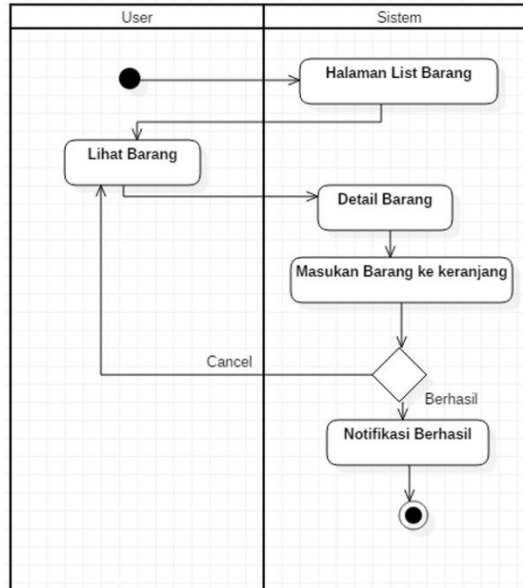 User
Sistem
Halaman List Barang
Lihat Barang
Detail Barang
Masukan Barang ke keranjang
Cancel
Berhasil
Notifikasi Berhasil